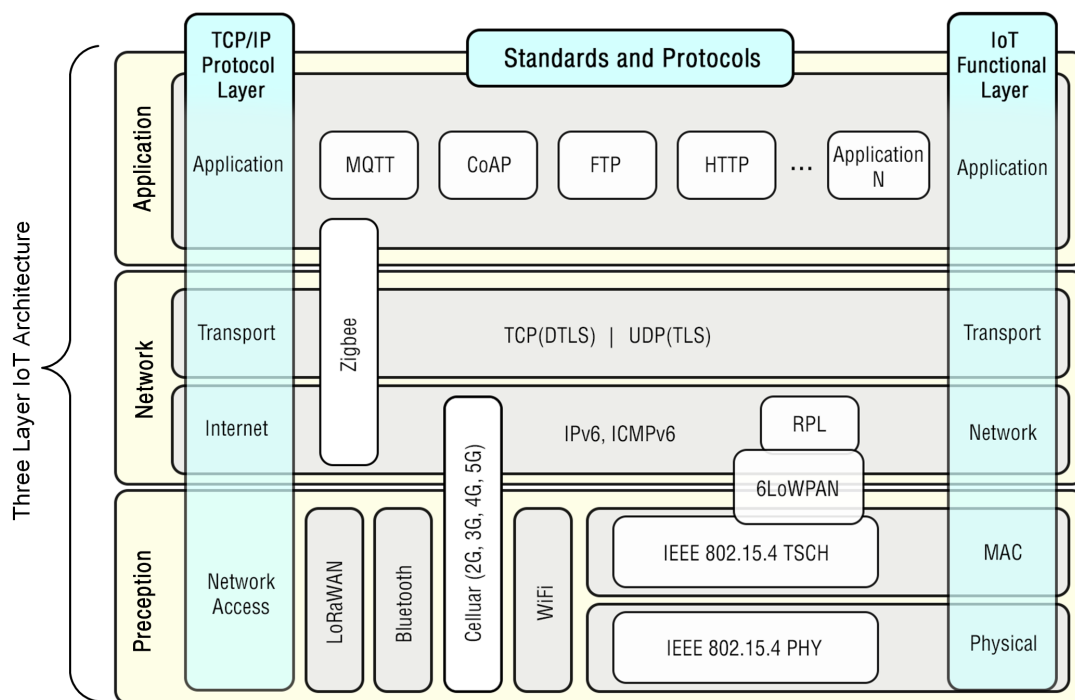 TCP/IP
Protocol
Layer
Standards and Protocols
IoT
Functional
Layer
Three Layer IoT Architecture
Application
Application
MQTT
CoAP
FTP
HTTP
...
Application
N
Application
Network
Transport
Zigbee
TCP(DTLS) | UDP(TLS)
Transport
Internet
IPv6, ICMPv6
RPL
Network
6LoWPAN
Preception
Network
Access
LoRaWAN
Bluetooth
Celluar (2G, 3G, 4G, 5G)
WiFi
IEEE 802.15.4 TSCH
MAC
IEEE 802.15.4 PHY
Physical